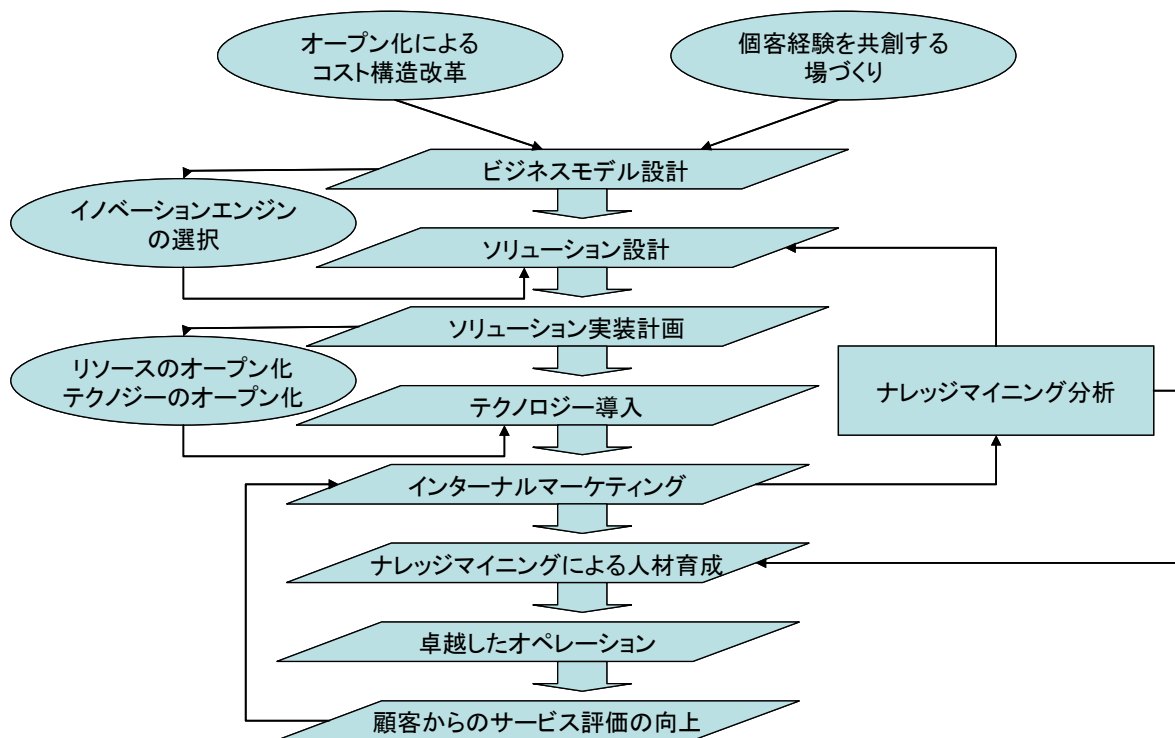 オープン化による
コスト構造改革
個客経験を共創する
場づくり
ビジネスモデル設計
イノベーションエンジン
の選択
ソリューション設計
ソリューション実装計画
リソースのオープン化
テクノジーのオープン化
ナレッジマイニング分析
テクノロジー導入
インターナルマーケティング
ナレッジマイニングによる人材育成
卓越したオペレーション
顧客からのサービス評価の向上